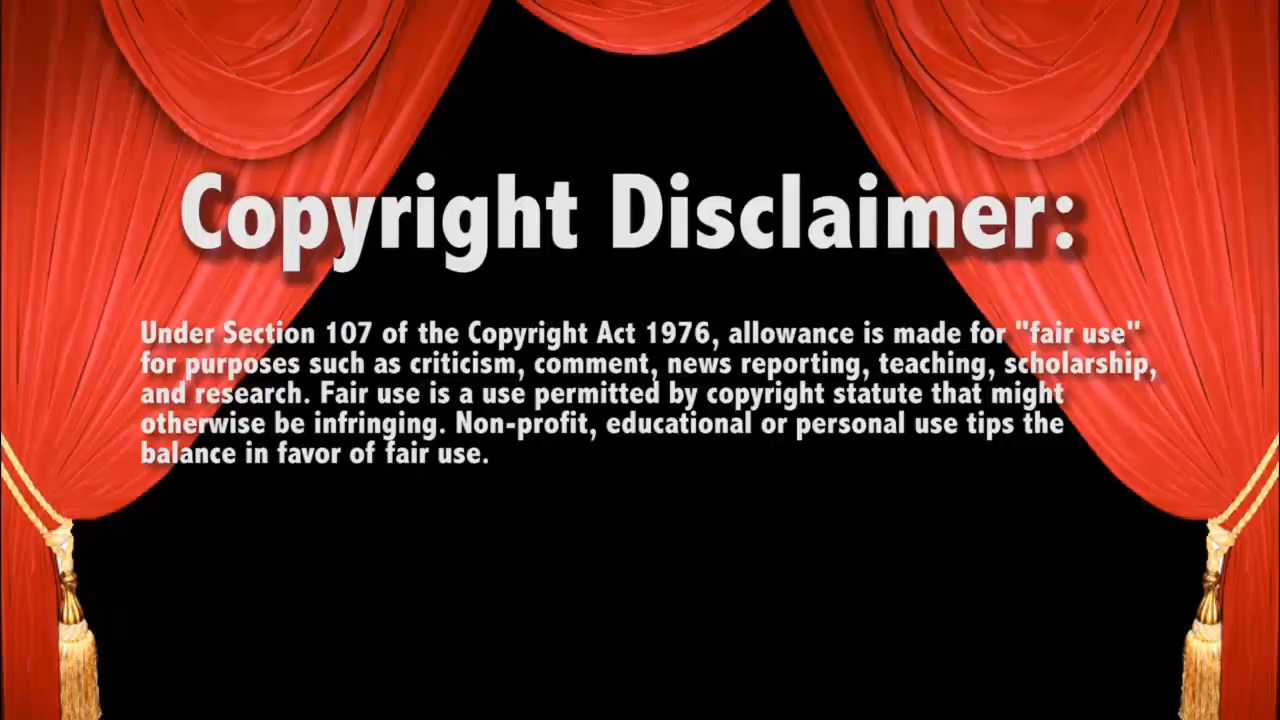 Copyright Disclaimer:
Under Section 107 of the Copyright Act 1976, allowance is made for "fair use"
for purposes such as criticism, comment, news reporting, teaching, scholarship,
and research. Fair use is a use permitted by copyright statute that might
otherwise be infringing. Non-profit, educational or personal use tips the
balance in favor of fair use.